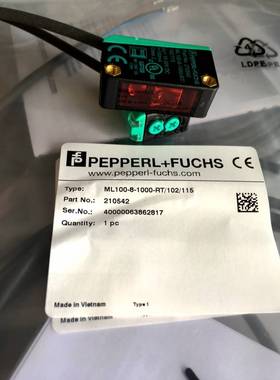 LDPE
PEPPERL+FUCHS CE
www.pepperl-fuchs.com
Type: ML100-8-1000-RT/102/115
Part No.: 210542
Ser.No.: 40000063862817
Quantity: 1 pc
Made in Vietnam Type 1
Made in Vietnam